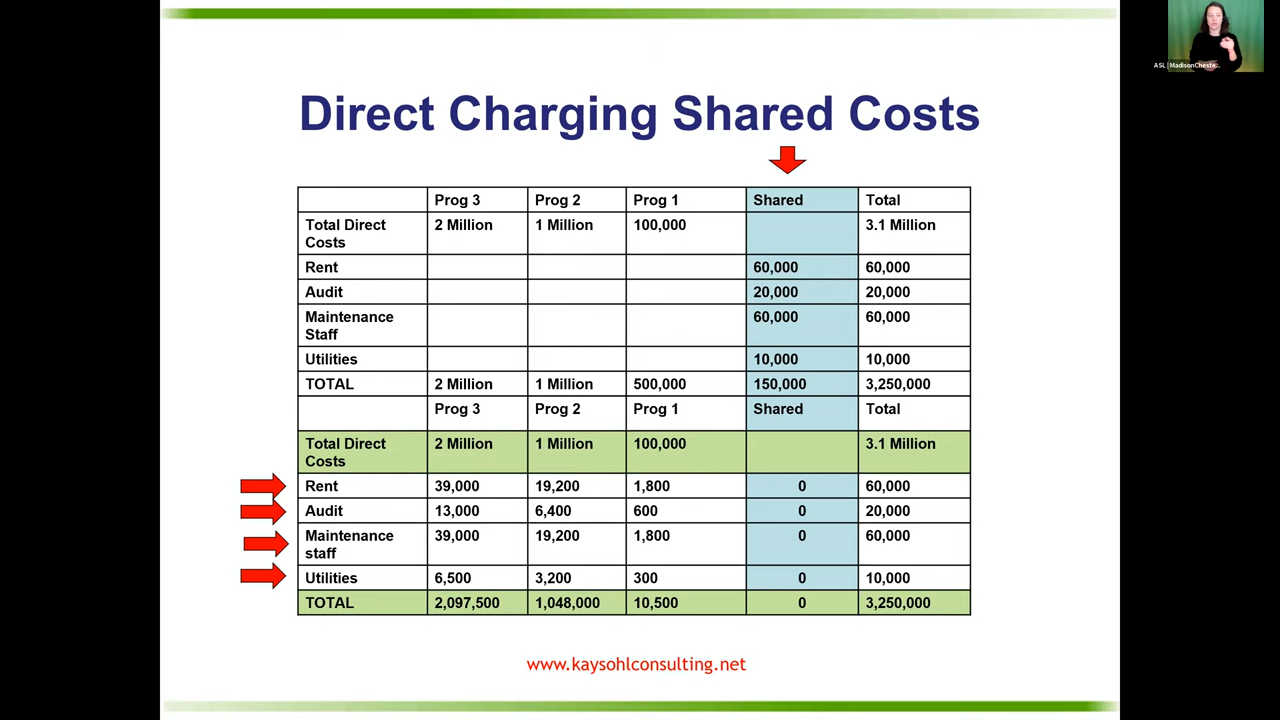 ASL | MadisonCheste...
Direct Charging Shared Costs
Prog 3 Prog 2 Prog 1 Shared Total
Total Direct Costs 2 Million 1 Million 100,000 3.1 Million
Rent 60,000 60,000
Audit 20,000 20,000
Maintenance Staff 60,000 60,000
Utilities 10,000 10,000
TOTAL 2 Million 1 Million 500,000 150,000 3,250,000
Prog 3 Prog 2 Prog 1 Shared Total
Total Direct Costs 2 Million 1 Million 100,000 3.1 Million
Rent 39,000 19,200 1,800 0 60,000
Audit 13,000 6,400 600 0 20,000
Maintenance staff 39,000 19,200 1,800 0 60,000
Utilities 6,500 3,200 300 0 10,000
TOTAL 2,097,500 1,048,000 10,500 0 3,250,000
www.kaysohlconsulting.net